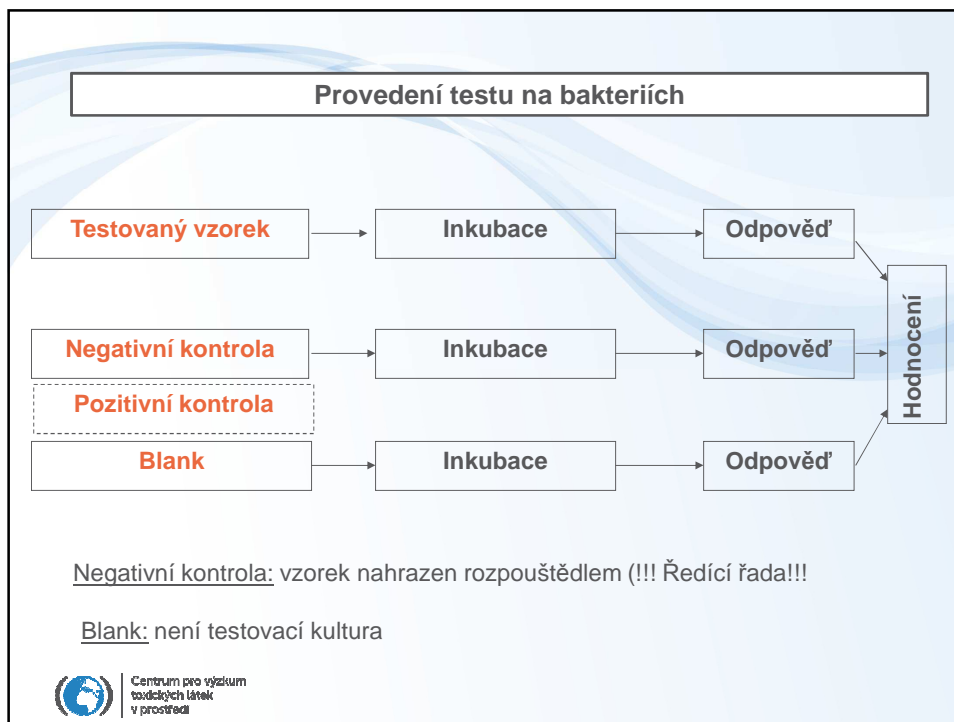 Provedení testu na bakteriích
Testovaný vzorek
Inkubace
Odpověď
Hodnocení
Negativní kontrola
Inkubace
Odpověď
Pozitivní kontrola
Blank
Inkubace
Odpověď
Negativní kontrola: vzorek nahrazen rozpouštědlem (!!! Ředící řada!!!
Blank: není testovací kultura
Centrum pro výzkum
toxických látek
v prostředí